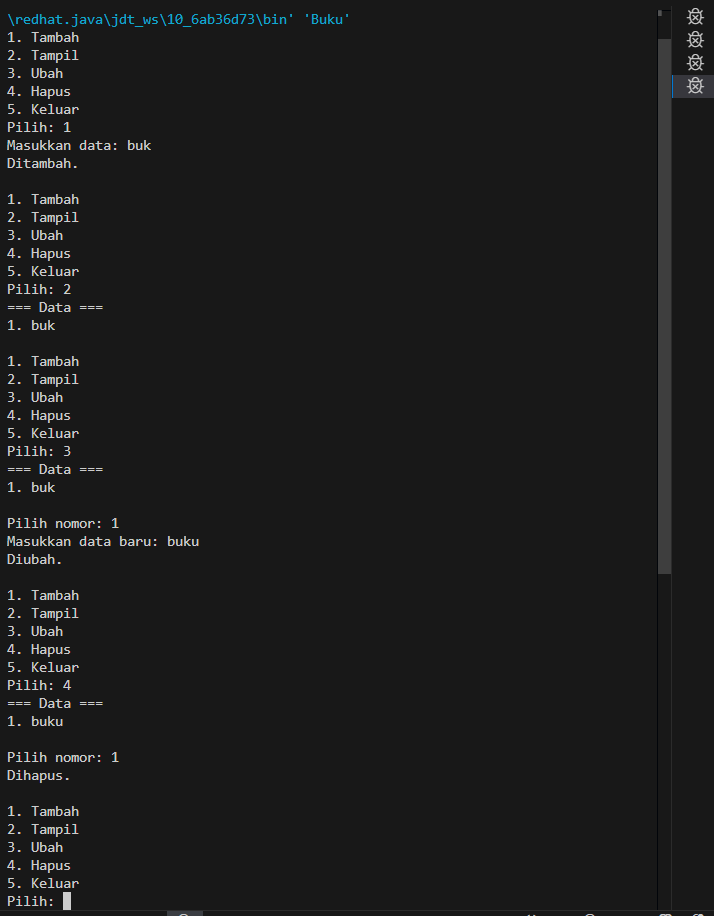 \redhat.java\jdt_ws\10_6ab36d73\bin' 'Buku'
1. Tambah
2. Tampil
3. Ubah
4. Hapus
5. Keluar
Pilih: 1
Masukkan data: buk
Ditambah.
1. Tambah
2. Tampil
3. Ubah
4. Hapus
5. Keluar
Pilih: 2
=== Data ===
1. buk
1. Tambah
2. Tampil
3. Ubah
4. Hapus
5. Keluar
Pilih: 3
=== Data ===
1. buk
Pilih nomor: 1
Masukkan data baru: buku
Diubah.
1. Tambah
2. Tampil
3. Ubah
4. Hapus
5. Keluar
Pilih: 4
=== Data ===
1. buku
Pilih nomor: 1
Dihapus.
1. Tambah
2. Tampil
3. Ubah
4. Hapus
5. Keluar
Pilih: